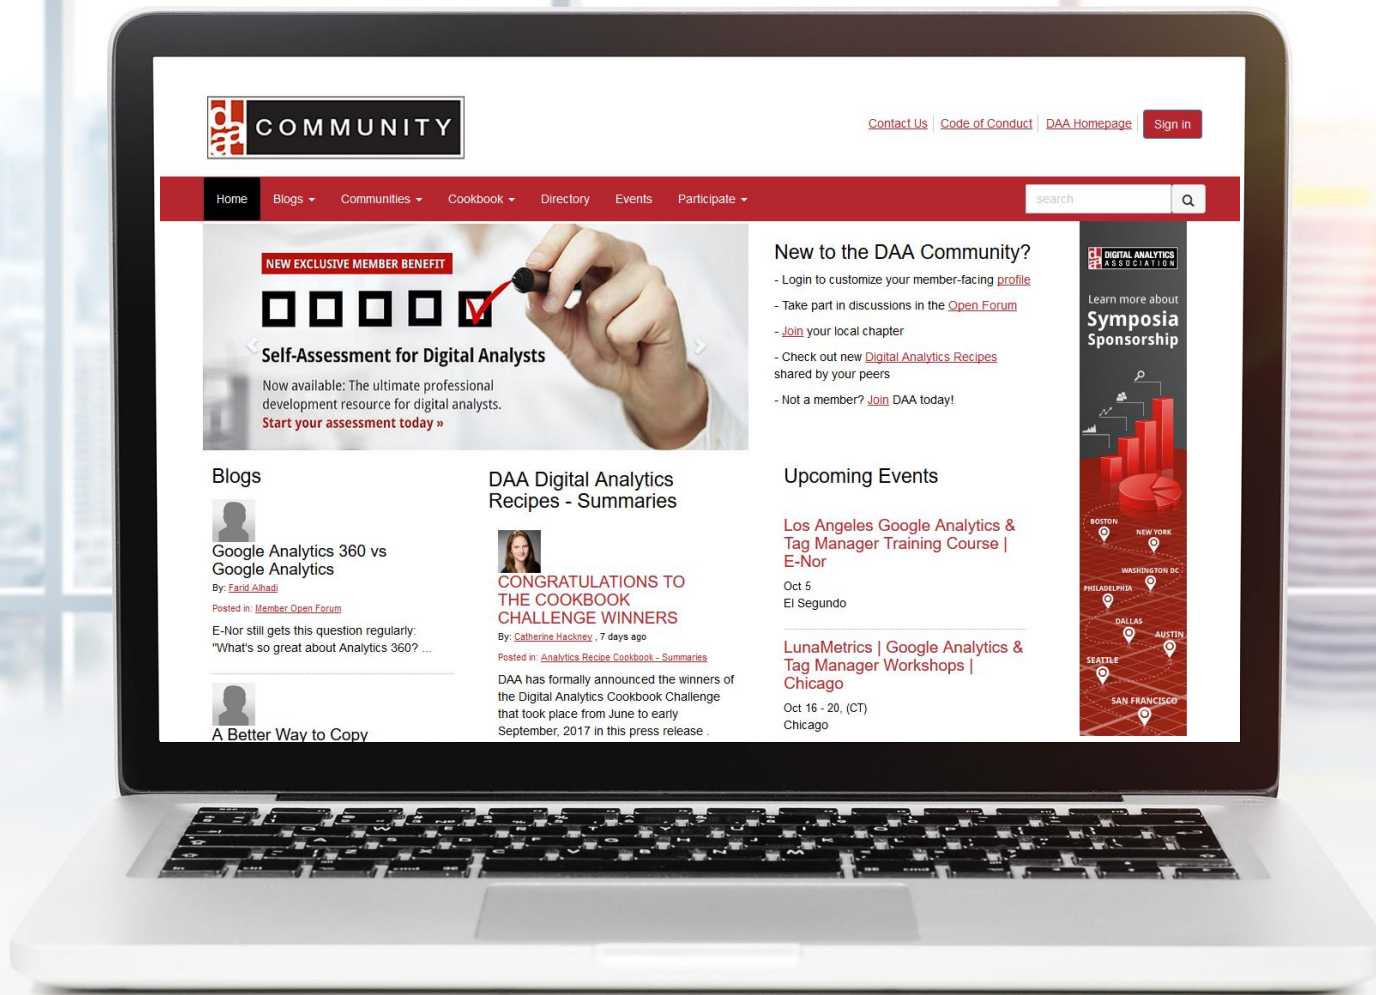 daa COMMUNITY
Contact Us
Code of Conduct
DAA Homepage
Sign in
Home
Blogs
Communities
Cookbook
Directory
Events
Participate
search
NEW EXCLUSIVE MEMBER BENEFIT
Self-Assessment for Digital Analysts
Now available: The ultimate professional
development resource for digital analysts.
Start your assessment today »
New to the DAA Community?
- Login to customize your member-facing profile
- Take part in discussions in the Open Forum
- Join your local chapter
- Check out new Digital Analytics Recipes
shared by your peers
- Not a member? Join DAA today!
Blogs
Google Analytics 360 vs
Google Analytics
By: Farid Alhadi
Posted in: Member Open Forum
E-Nor still gets this question regularly:
"What's so great about Analytics 360? ...
A Better Way to Copy
DAA Digital Analytics
Recipes - Summaries
CONGRATULATIONS TO
THE COOKBOOK
CHALLENGE WINNERS
By: Catherine Hackney , 7 days ago
Posted in: Analytics Recipe Cookbook - Summaries
DAA has formally announced the winners of
the Digital Analytics Cookbook Challenge
that took place from June to early
September, 2017 in this press release .
Upcoming Events
Los Angeles Google Analytics &
Tag Manager Training Course |
E-Nor
Oct 5
El Segundo
LunaMetrics | Google Analytics &
Tag Manager Workshops |
Chicago
Oct 16 - 20, (CT)
Chicago
daa DIGITAL ANALYTICS
ASSOCIATION
Learn more about
Symposia
Sponsorship
BOSTON
NEW YORK
WASHINGTON DC
PHILADELPHIA
DALLAS
AUSTIN
SEATTLE
SAN FRANCISCO